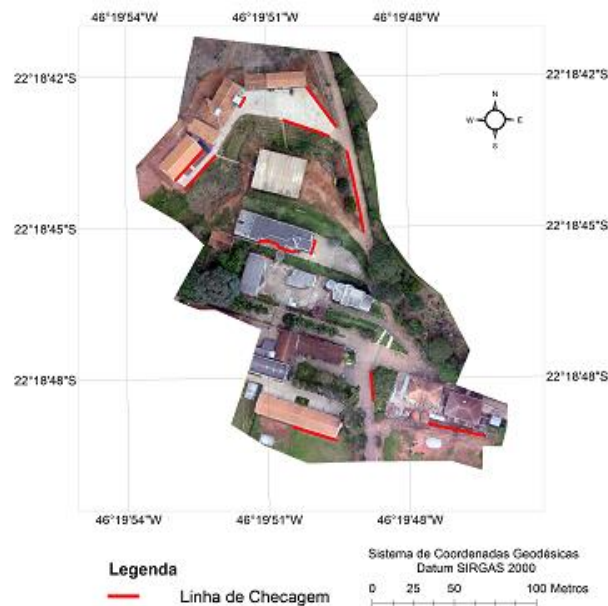 46°19'54"W 46°19'51"W 46°19'48"W
22°18'42"S 22°18'42"S
N
W E
S
22°18'45"S 22°18'45"S
22°18'48"S 22°18'48"S
46°19'54"W 46°19'51"W 46°19'48"W
Legenda
Linha de Checagem
Sistema de Coordenadas Geodésicas
Datum SIRGAS 2000
0 25 50 100 Metros